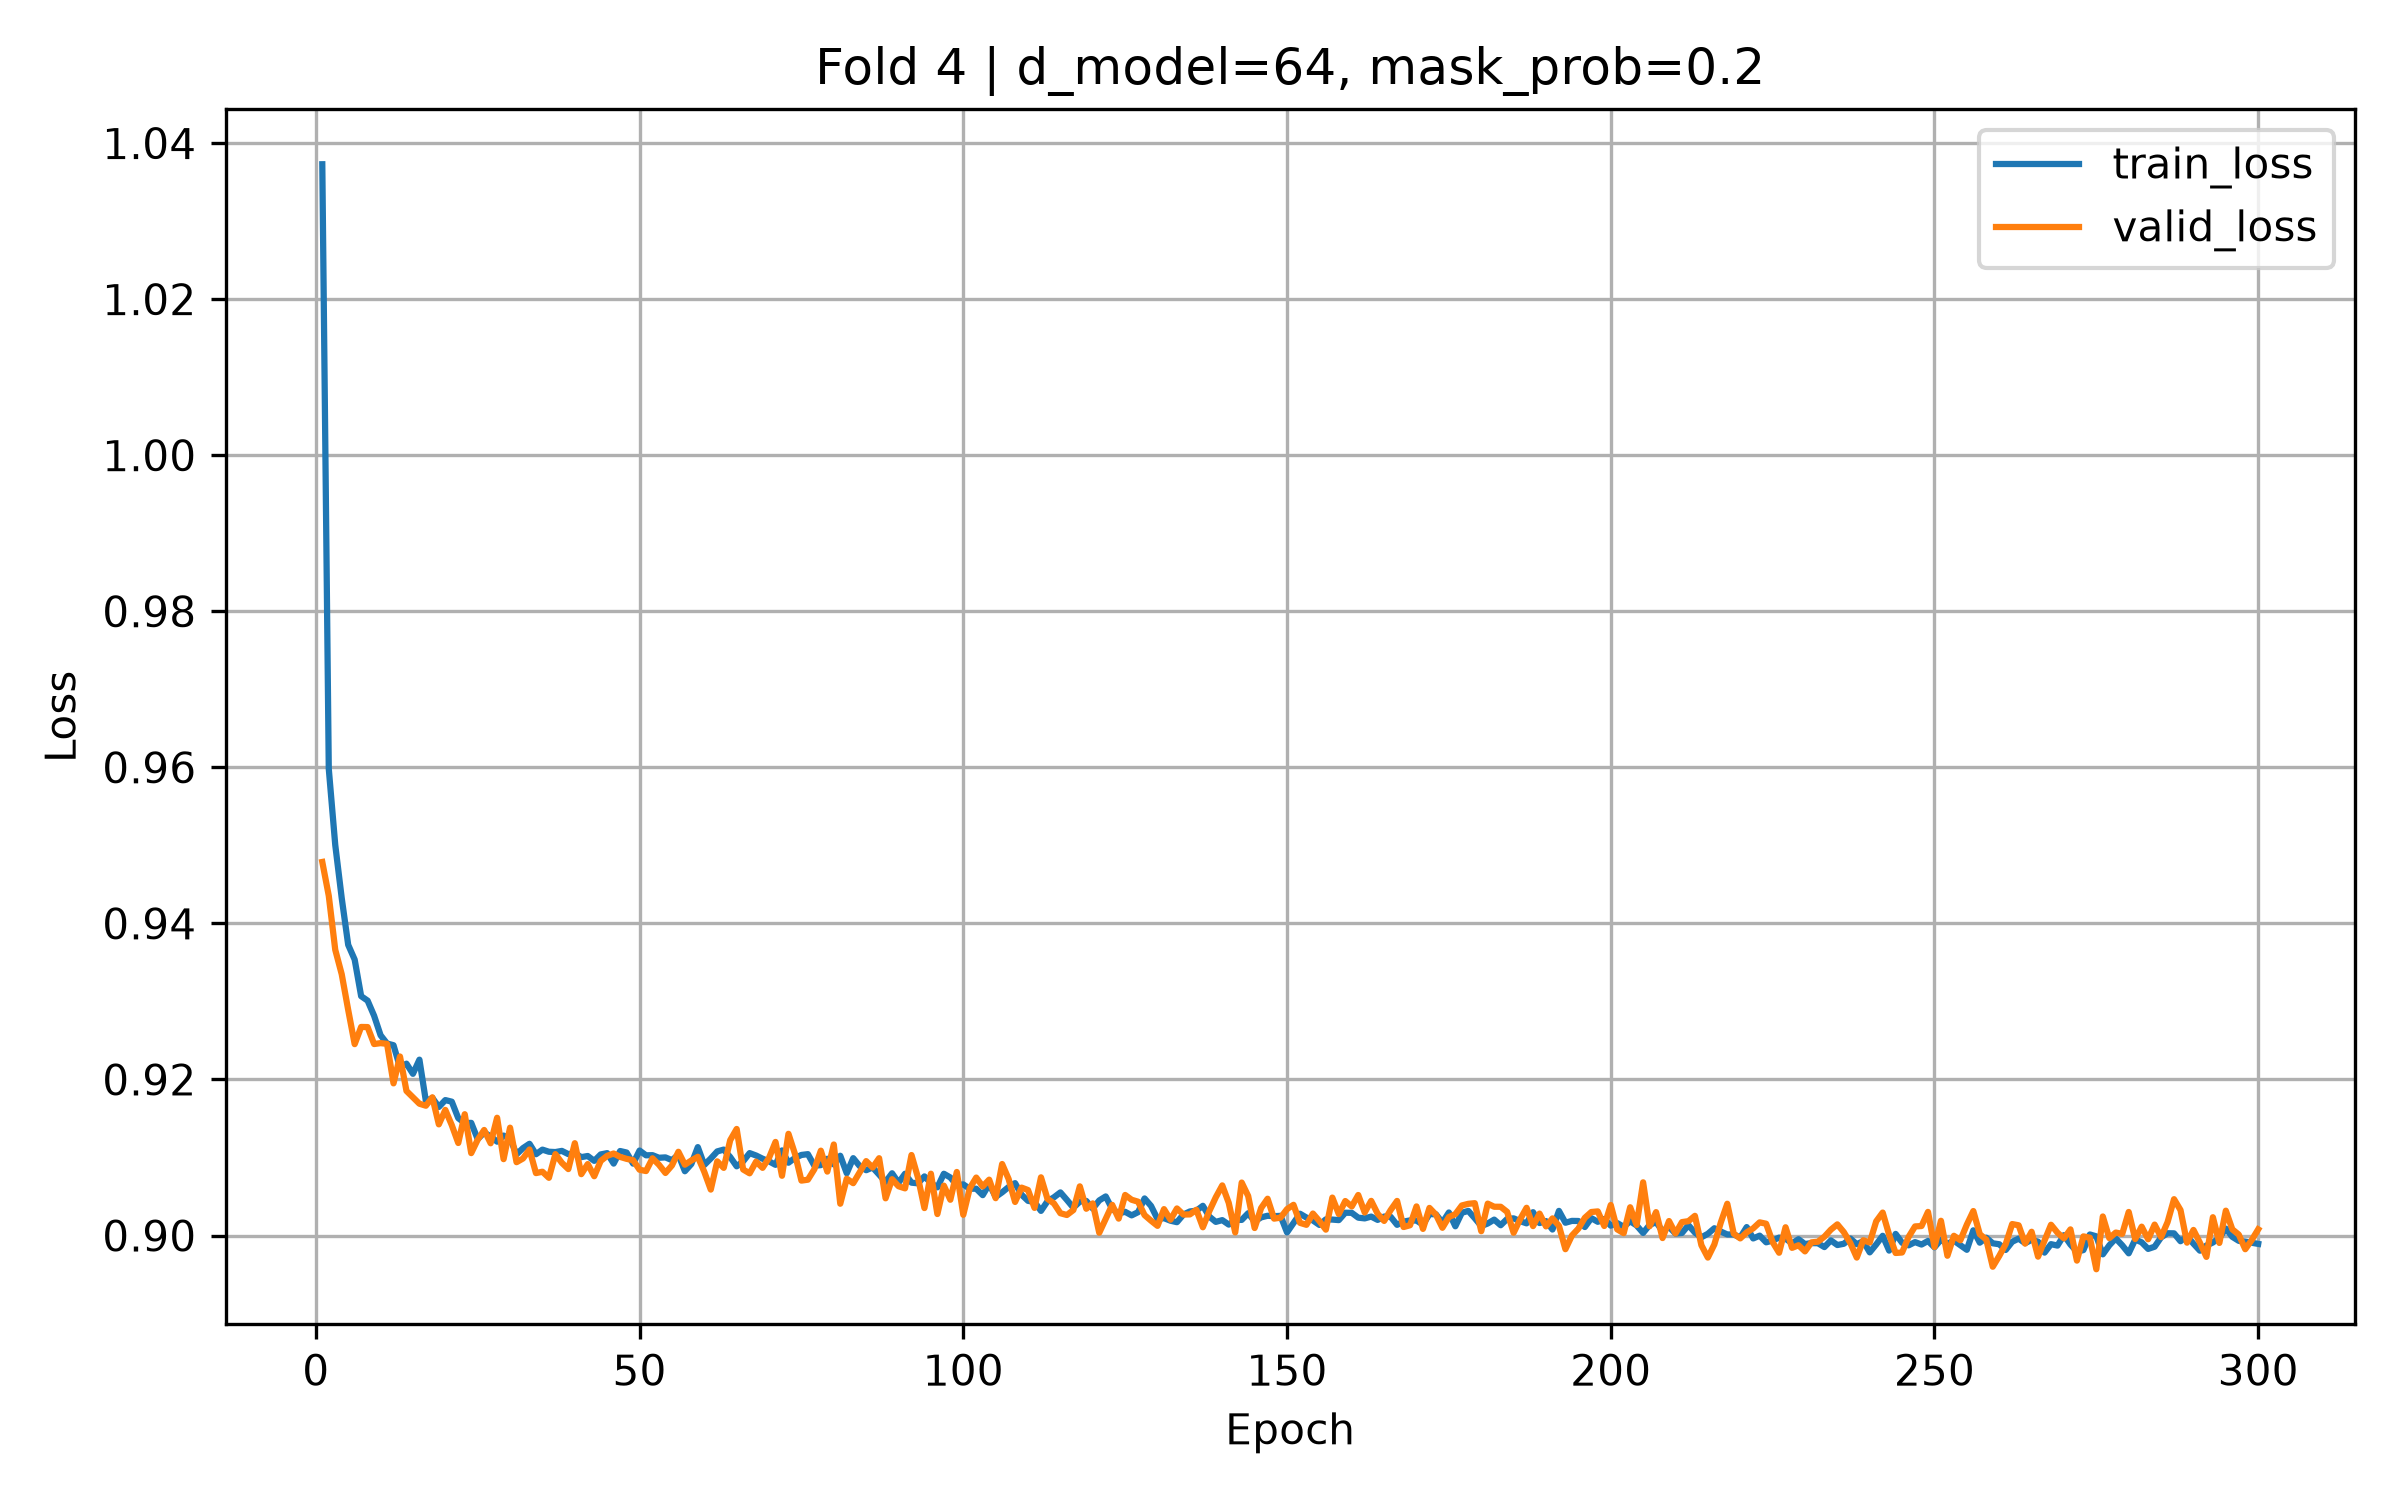 Fold 4 | d_model=64, mask_prob=0.2
train_loss
valid_loss
1.04
1.02
1.00
0.98
0.96
0.94
0.92
0.90
Loss
0 50 100 150 200 250 300
Epoch